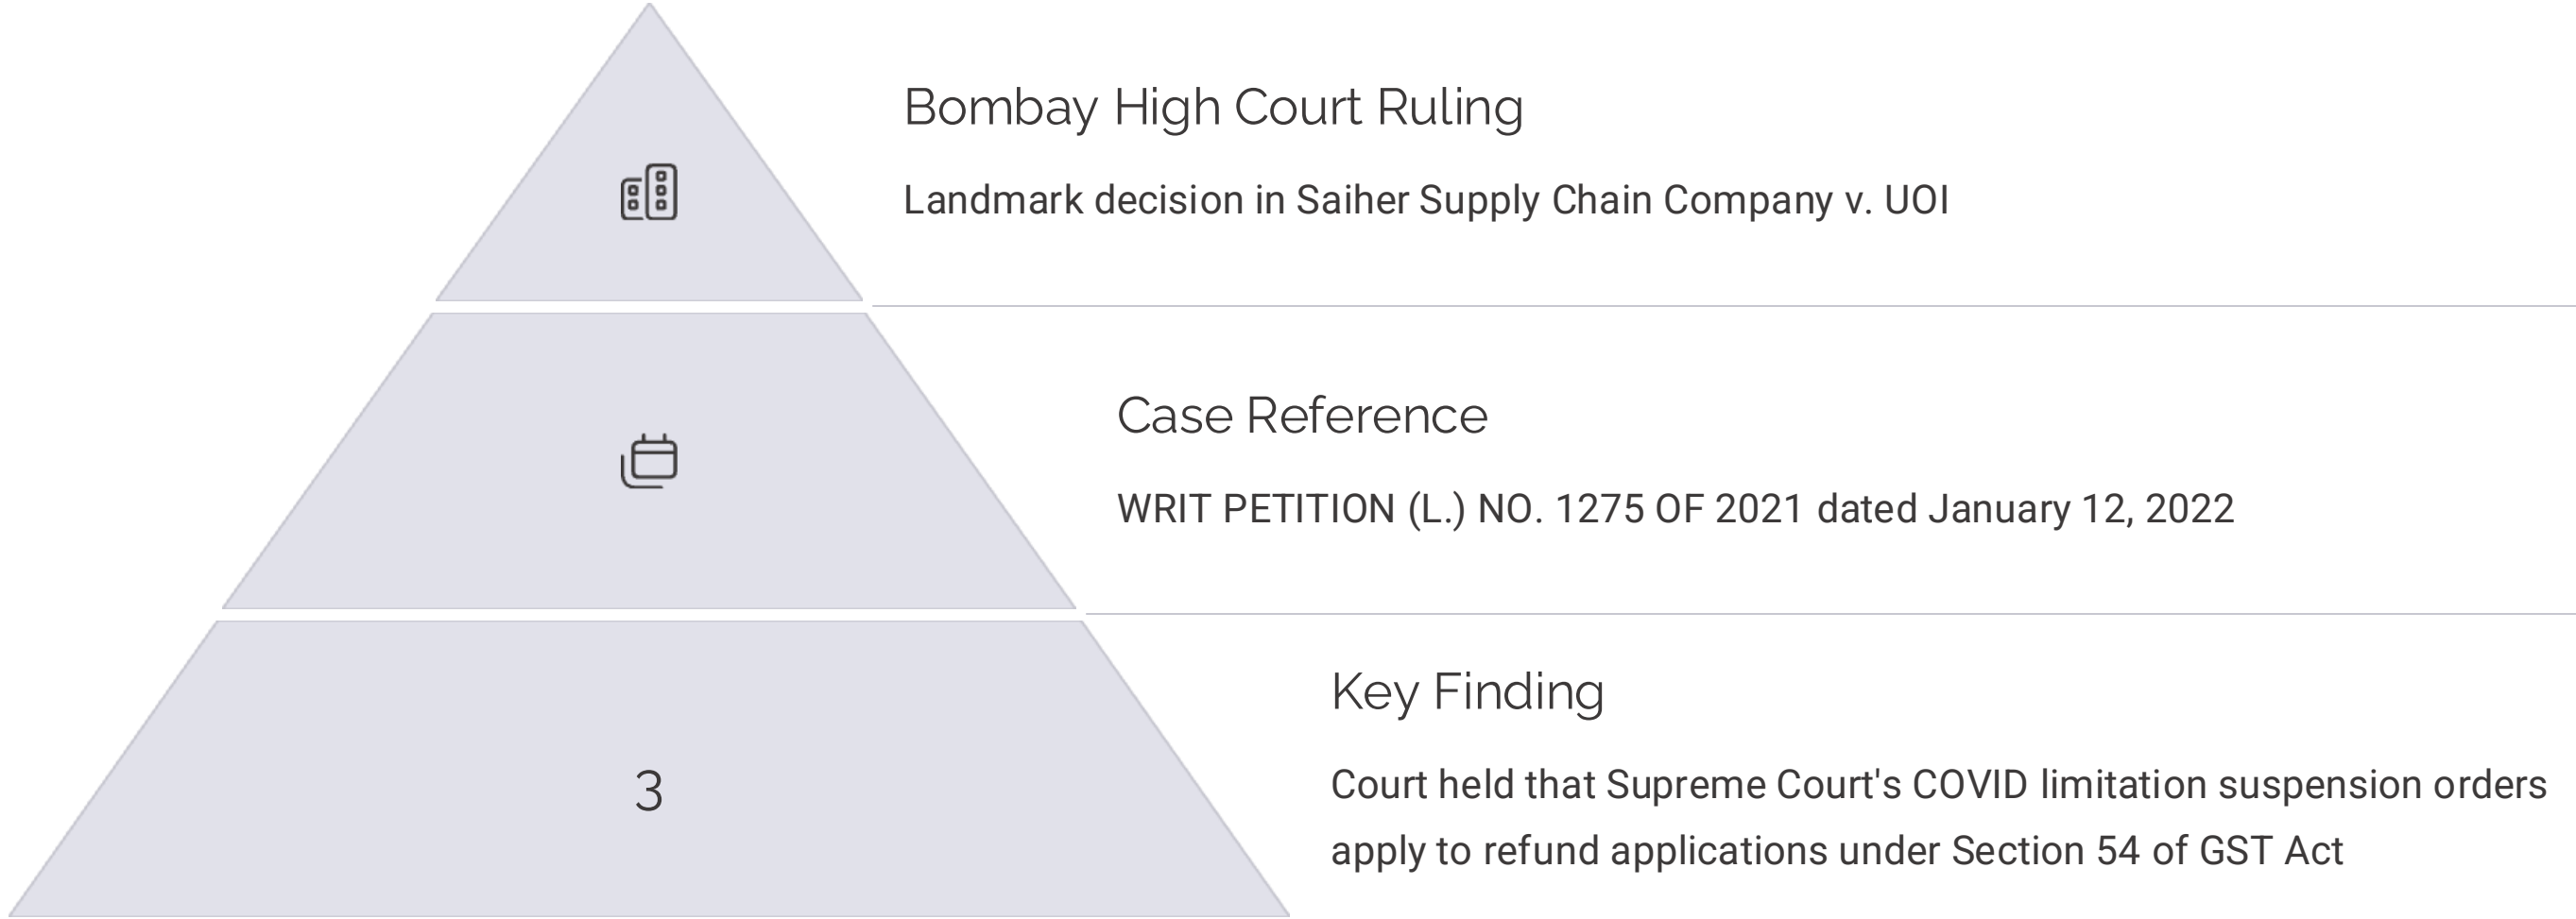 Bombay High Court Ruling
Landmark decision in Saiher Supply Chain Company v. UOI
Case Reference
WRIT PETITION (L.) NO. 1275 OF 2021 dated January 12, 2022
3
Key Finding
Court held that Supreme Court's COVID limitation suspension orders
apply to refund applications under Section 54 of GST Act